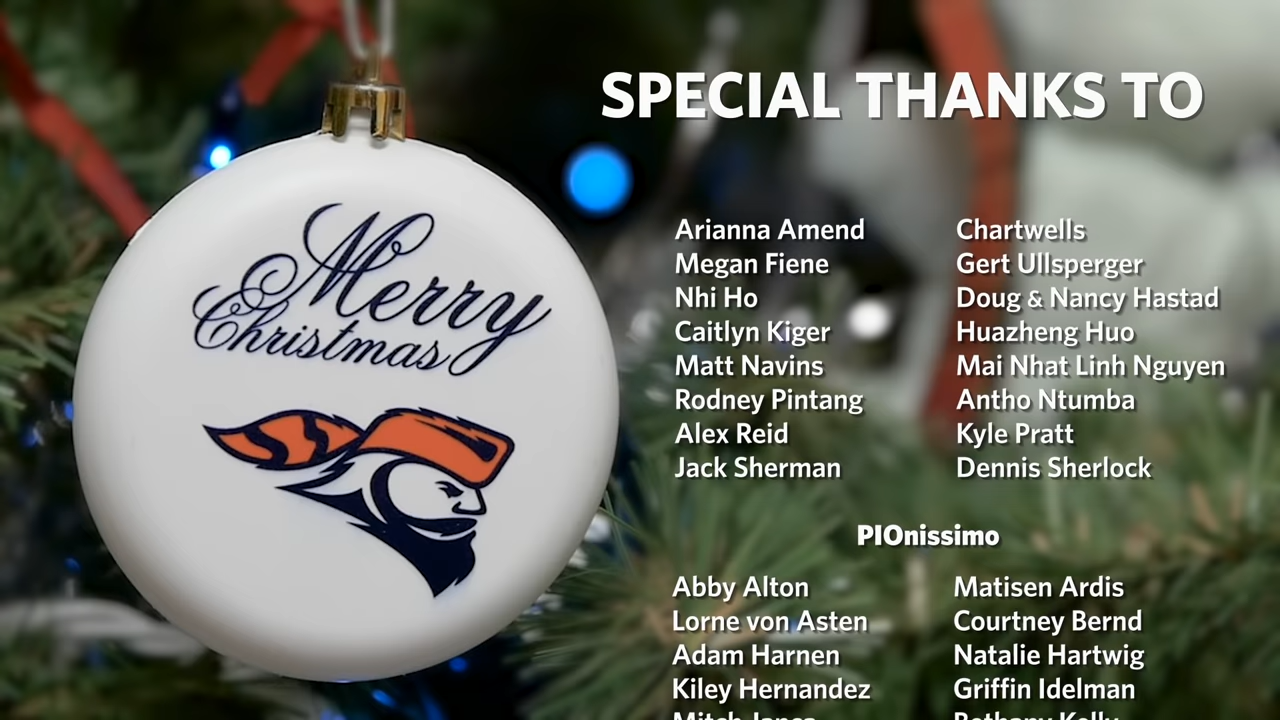 Merry
Christmas
SPECIAL THANKS TO
Arianna Amend
Megan Fiene
Nhi Ho
Caitlyn Kiger
Matt Navins
Rodney Pintang
Alex Reid
Jack Sherman
Chartwells
Gert Ullsperger
Doug & Nancy Hastad
Huazheng Huo
Mai Nhat Linh Nguyen
Antho Ntumba
Kyle Pratt
Dennis Sherlock
PIOnissimo
Abby Alton
Lorne von Asten
Adam Harnen
Kiley Hernandez
Matisen Ardis
Courtney Bernd
Natalie Hartwig
Griffin Idelman
Bethany Kelly